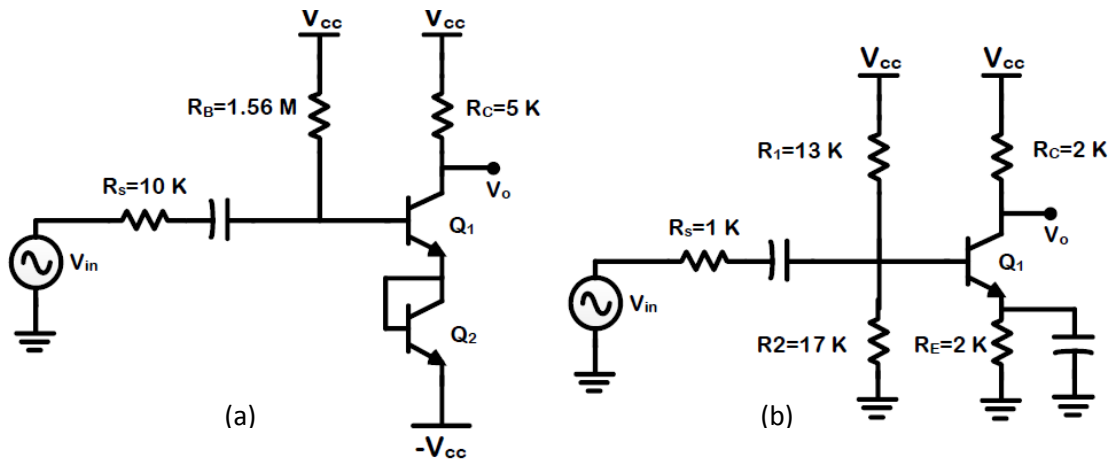 Vcc
Vcc
RB=1.56 M
RC=5 K
Vo
Rs=10 K
Q1
Vin
Q2
-Vcc
(a)
Vcc
Vcc
R1=13 K
RC=2 K
Vo
Rs=1 K
Q1
Vin
R2=17 K
RE=2 K
(b)